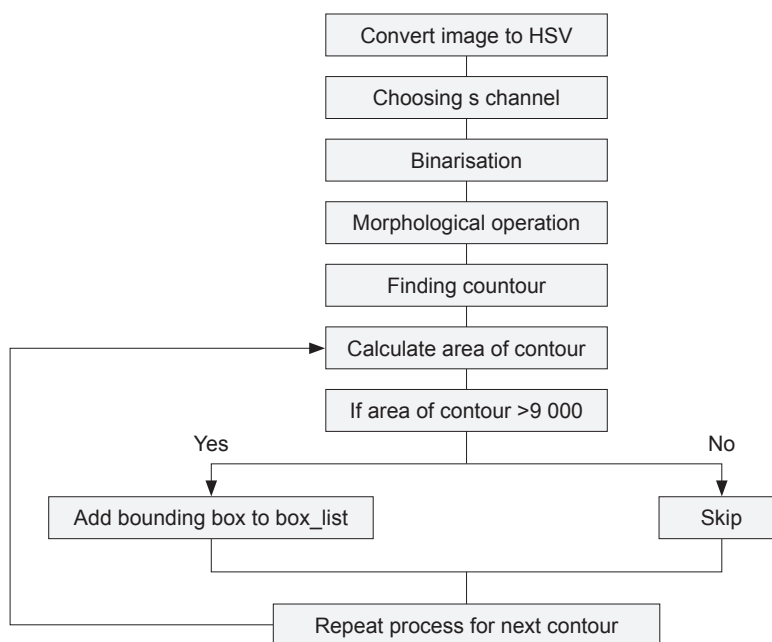 Convert image to HSV
Choosing s channel
Binarisation
Morphological operation
Finding countour
Calculate area of contour
If area of contour >9 000
Yes
No
Add bounding box to box_list
Skip
Repeat process for next contour